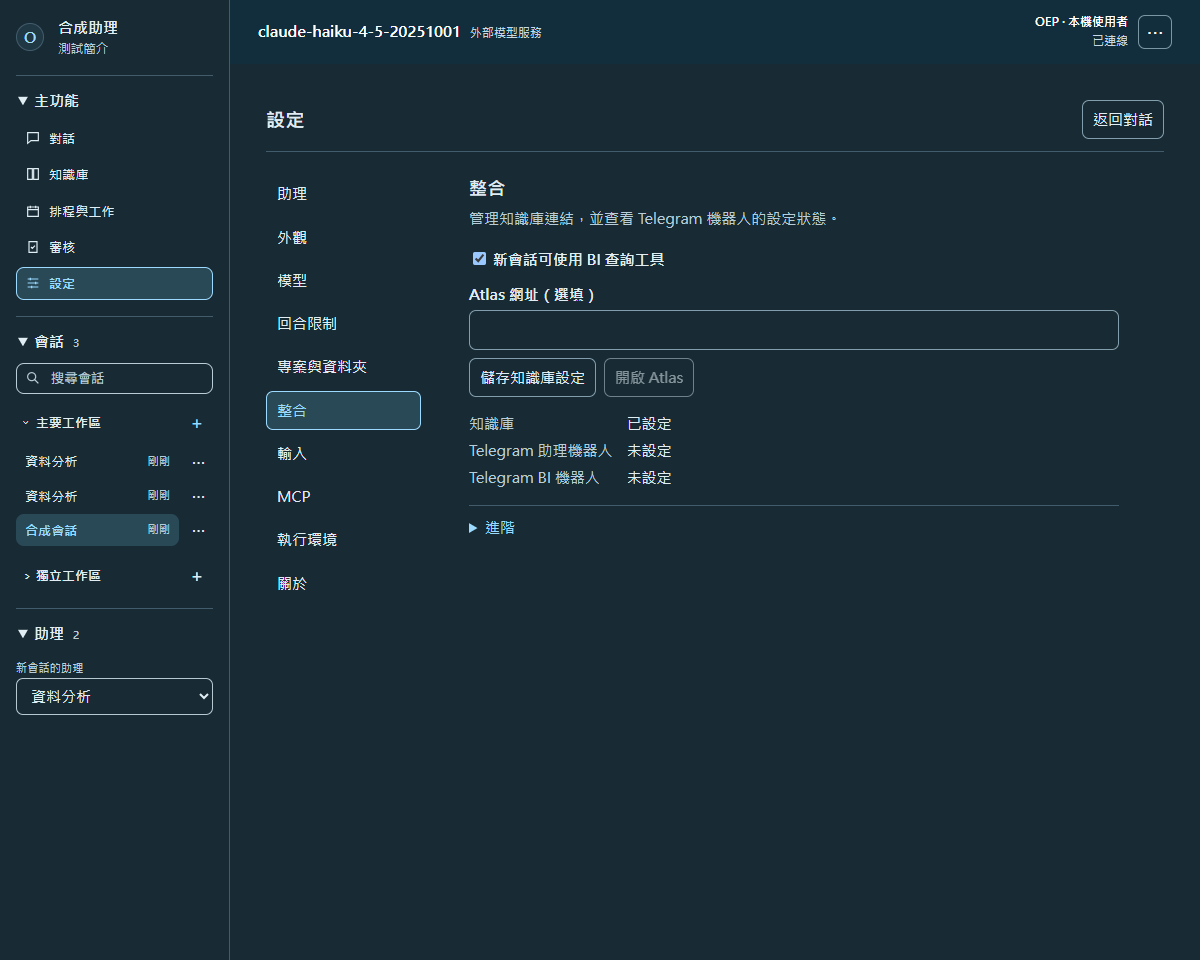 O
合成助理
測試簡介
▼ 主功能
對話
知識庫
排程與工作
審核
設定
▼ 會話 3
搜尋會話
主要工作區 +
資料分析 剛剛 ...
資料分析 剛剛 ...
合成會話 剛剛 ...
獨立工作區 +
▼ 助理 2
新會話的助理
資料分析
claude-haiku-4-5-20251001 外部模型服務
OEP · 本機使用者
已連線
...
設定
返回對話
助理
外觀
模型
回合限制
專案與資料夾
整合
輸入
MCP
執行環境
關於
整合
管理知識庫連結，並查看 Telegram 機器人的設定狀態。
新會話可使用 BI 查詢工具
Atlas 網址（選填）
儲存知識庫設定 開啟 Atlas
知識庫 已設定
Telegram 助理機器人 未設定
Telegram BI 機器人 未設定
▶ 進階